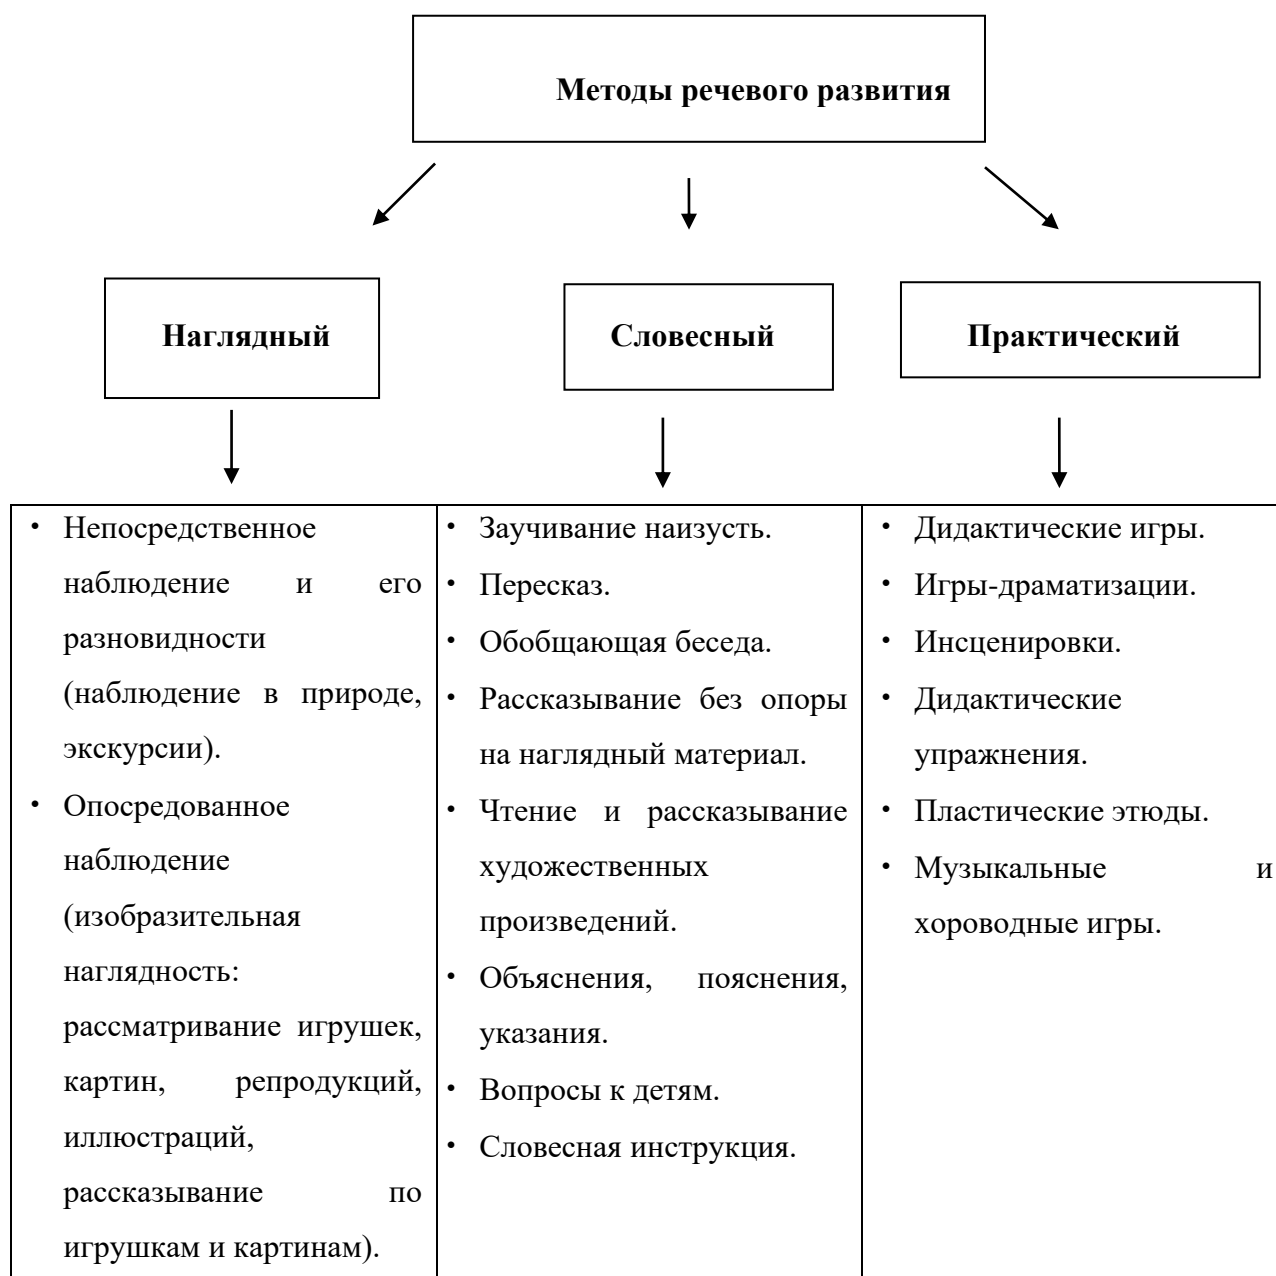 Методы речевого развития
Наглядный
Словесный
Практический
• Непосредственное
наблюдение и его
разновидности
(наблюдение в природе,
экскурсии).
• Опосредованное
наблюдение
(изобразительная
наглядность:
рассматривание игрушек,
картин, репродукций,
иллюстраций,
рассказывание по
игрушкам и картинам).
• Заучивание наизусть.
• Пересказ.
• Обобщающая беседа.
• Рассказывание без опоры
на наглядный материал.
• Чтение и рассказывание
художественных
произведений.
• Объяснения, пояснения,
указания.
• Вопросы к детям.
• Словесная инструкция.
• Дидактические игры.
• Игры-драматизации.
• Инсценировки.
• Дидактические
упражнения.
• Пластические этюды.
• Музыкальные и
хороводные игры.